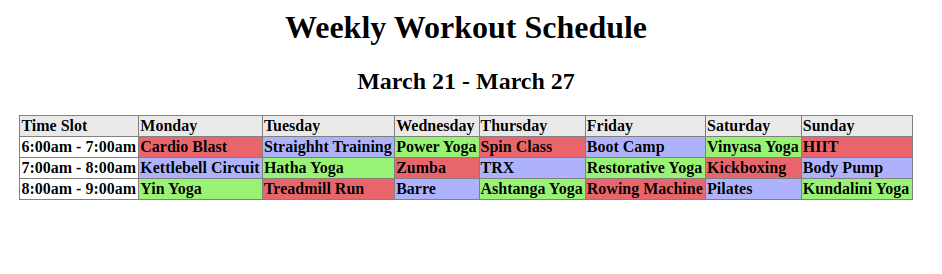 Weekly Workout Schedule
March 21 - March 27
Time Slot Monday Tuesday Wednesday Thursday Friday Saturday Sunday
6:00am - 7:00am Cardio Blast Straighht Training Power Yoga Spin Class Boot Camp Vinyasa Yoga HIIT
7:00am - 8:00am Kettlebell Circuit Hatha Yoga Zumba TRX Restorative Yoga Kickboxing Body Pump
8:00am - 9:00am Yin Yoga Treadmill Run Barre Ashtanga Yoga Rowing Machine Pilates Kundalini Yoga